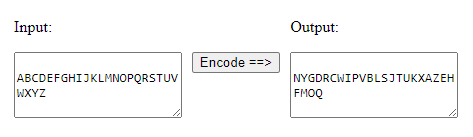 Input:
Output:
Encode ==>
ABCDEFGHIJKLMNOPQRSTUV
WXYZ
NYGDRCWIPVBLSJTUKXAZEH
FMOQ